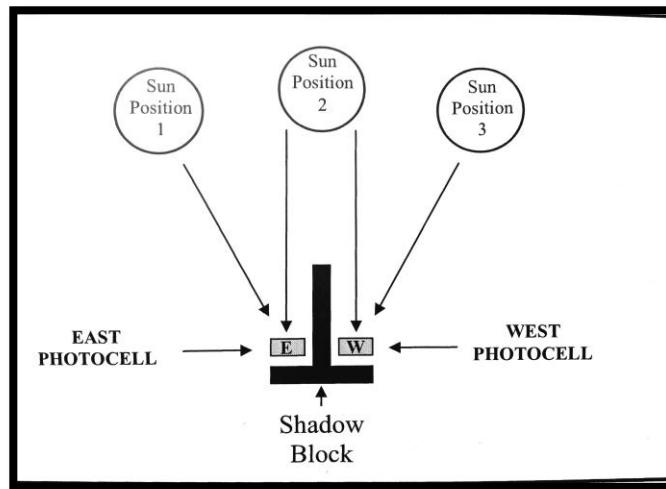 Sun
Position
1
Sun
Position
2
Sun
Position
3
EAST
PHOTOCELL
E
W
WEST
PHOTOCELL
Shadow
Block